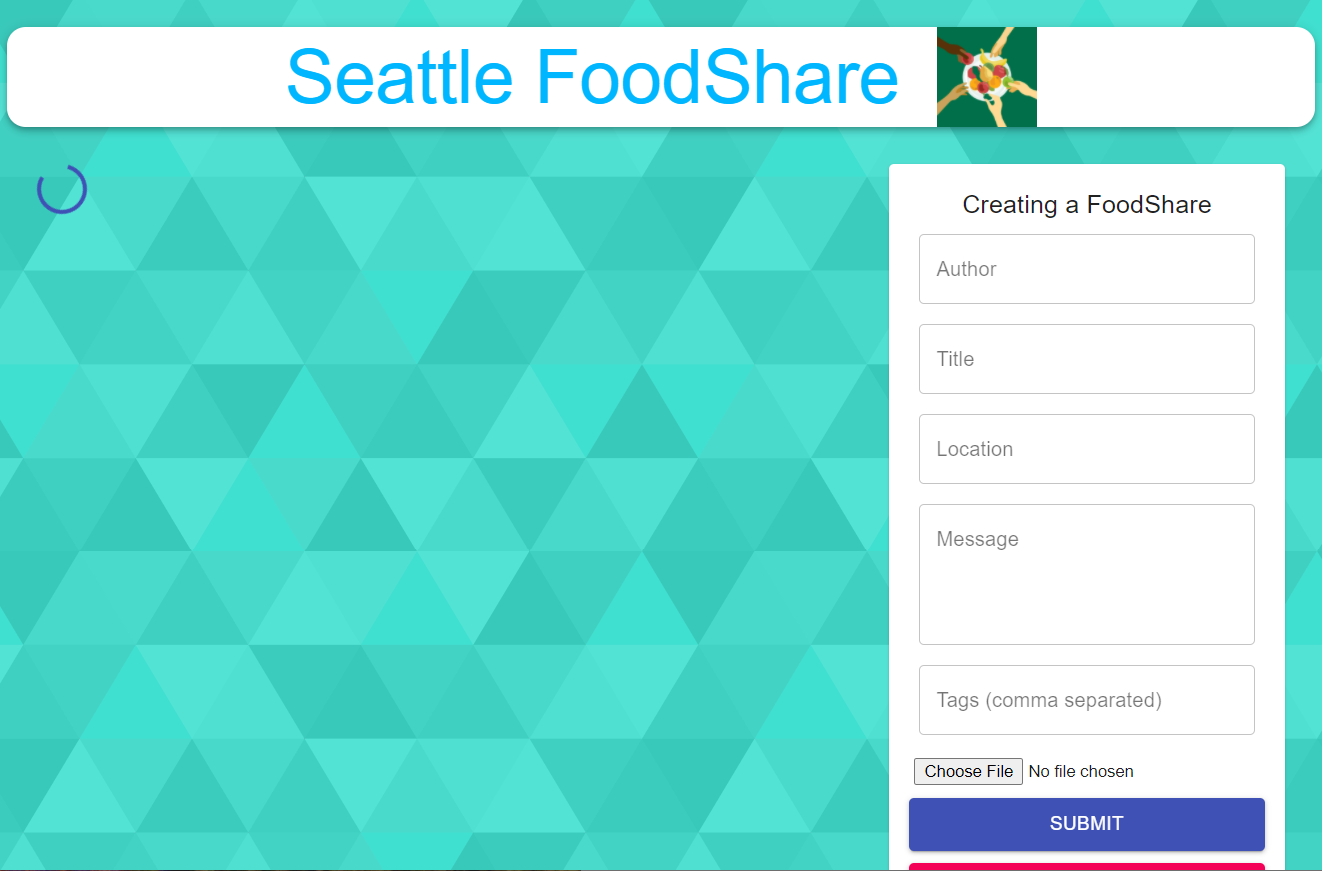 Seattle FoodShare
Creating a FoodShare
Author
Title
Location
Message
Tags (comma separated)
Choose File No file chosen
SUBMIT